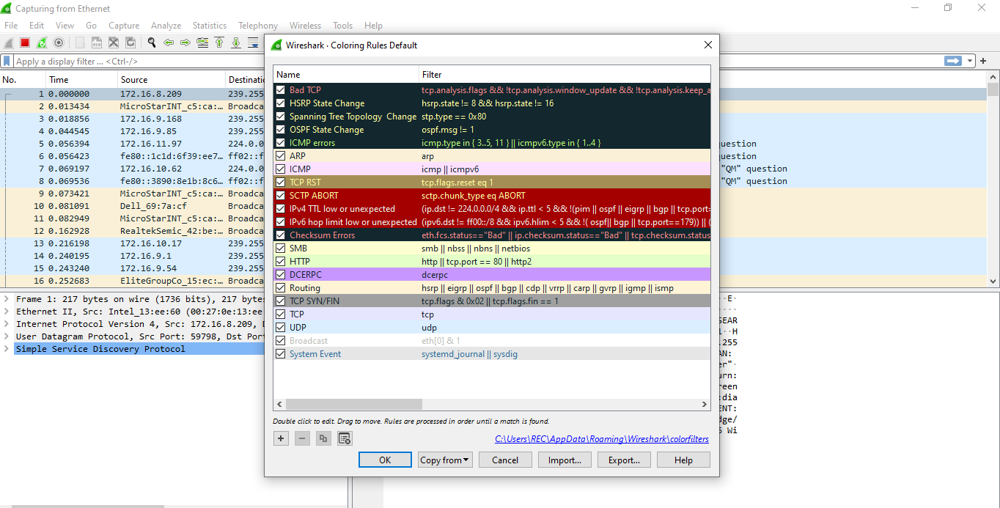 Capturing from Ethernet
File Edit View Go Capture Analyze Statistics Telephony Wireless Tools Help
Apply a display filter ... <Ctrl-/>
No. Time Source Destinatio
1 0.000000 172.16.8.209 239.255
2 0.013434 MicroStarINT_c5:ca:… Broadca
3 0.018856 172.16.9.168 239.255
4 0.044545 172.16.9.85 239.255
5 0.056394 172.16.11.97 224.0.0 question
6 0.056423 fe80::1c1d:6f39:ee7… ff02::f question
7 0.069197 172.16.10.62 224.0.0 "QM" question
8 0.069536 fe80::3890:8e1b:8c6… ff02::f "QM" question
9 0.073421 MicroStarINT_c5:ca:… Broadca
10 0.081091 Dell_69:7a:cf Broadca
11 0.082949 MicroStarINT_c5:ca:… Broadca
12 0.162928 RealtekSemic_42:be:… Broadca
13 0.216198 172.16.10.17 239.255
14 0.240195 172.16.9.1 239.255
15 0.243240 172.16.9.54 239.255
16 0.252683 EliteGroupCo_15:ec:… Broadca
Frame 1: 217 bytes on wire (1736 bits), 217 byte
Ethernet II, Src: Intel_13:ee:60 (00:27:0e:13:ee
Internet Protocol Version 4, Src: 172.16.8.209, D
User Datagram Protocol, Src Port: 59798, Dst Port
Simple Service Discovery Protocol
·· E·
····
SEAR
1··H
.255
AN:
er"·
urn:
reen
:dia
ENT:
dge/
6 Wi
Wireshark · Coloring Rules Default
Name Filter
Bad TCP tcp.analysis.flags && !tcp.analysis.window_update && !tcp.analysis.keep_a
HSRP State Change hsrp.state != 8 && hsrp.state != 16
Spanning Tree Topology Change stp.type == 0x80
OSPF State Change ospf.msg != 1
ICMP errors icmp.type in { 3..5, 11 } || icmpv6.type in { 1..4 }
ARP arp
ICMP icmp || icmpv6
TCP RST tcp.flags.reset eq 1
SCTP ABORT sctp.chunk_type eq ABORT
IPv4 TTL low or unexpected (ip.dst != 224.0.0.0/4 && ip.ttl < 5 && !(pim || ospf || eigrp || bgp || tcp.port=
IPv6 hop limit low or unexpected (ipv6.dst != ff00::/8 && ipv6.hlim < 5 && !( ospf|| bgp || tcp.port==179)) || (
Checksum Errors eth.fcs.status=="Bad" || ip.checksum.status=="Bad" || tcp.checksum.status
SMB smb || nbss || nbns || netbios
HTTP http || tcp.port == 80 || http2
DCERPC dcerpc
Routing hsrp || eigrp || ospf || bgp || cdp || vrrp || carp || gvrp || igmp || ismp
TCP SYN/FIN tcp.flags & 0x02 || tcp.flags.fin == 1
TCP tcp
UDP udp
Broadcast eth[0] & 1
System Event systemd_journal || sysdig
Double click to edit. Drag to move. Rules are processed in order until a match is found.
C:\Users\REC\AppData\Roaming\Wireshark\colorfilters
OK Copy from Cancel Import... Export... Help